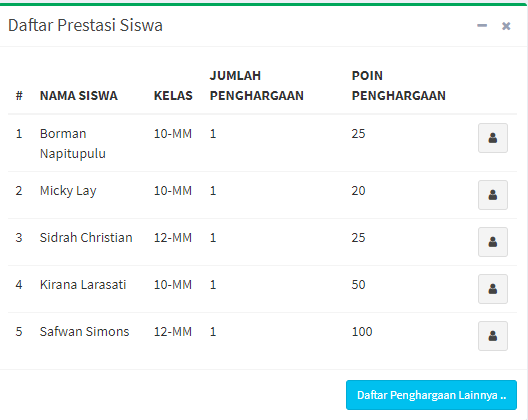 Daftar Prestasi Siswa
# NAMA SISWA KELAS JUMLAH PENGHARGAAN POIN PENGHARGAAN
1 Borman Napitupulu 10-MM 1 25
2 Micky Lay 10-MM 1 20
3 Sidrah Christian 12-MM 1 25
4 Kirana Larasati 10-MM 1 50
5 Safwan Simons 12-MM 1 100
Daftar Penghargaan Lainnya ..